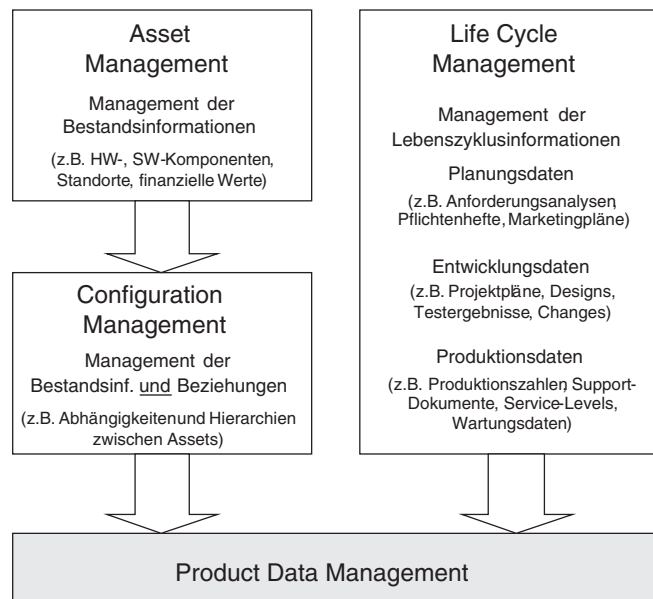 Asset
Management
Management der
Bestandsinformationen
(z.B. HW-, SW-Komponenten,
Standorte, finanzielle Werte)
Configuration
Management
Management der
Bestandsinf. und Beziehungen
(z.B. Abhängigkeiten und Hierarchien
zwischen Assets)
Life Cycle
Management
Management der
Lebenszyklusinformationen
Planungsdaten
(z.B. Anforderungsanalysen,
Pflichtenhefte, Marketingpläne)
Entwicklungsdaten
(z.B. Projektpläne, Designs,
Testergebnisse, Changes)
Produktionsdaten
(z.B. Produktionszahlen, Support-
Dokumente, Service-Levels,
Wartungsdaten)
Product Data Management